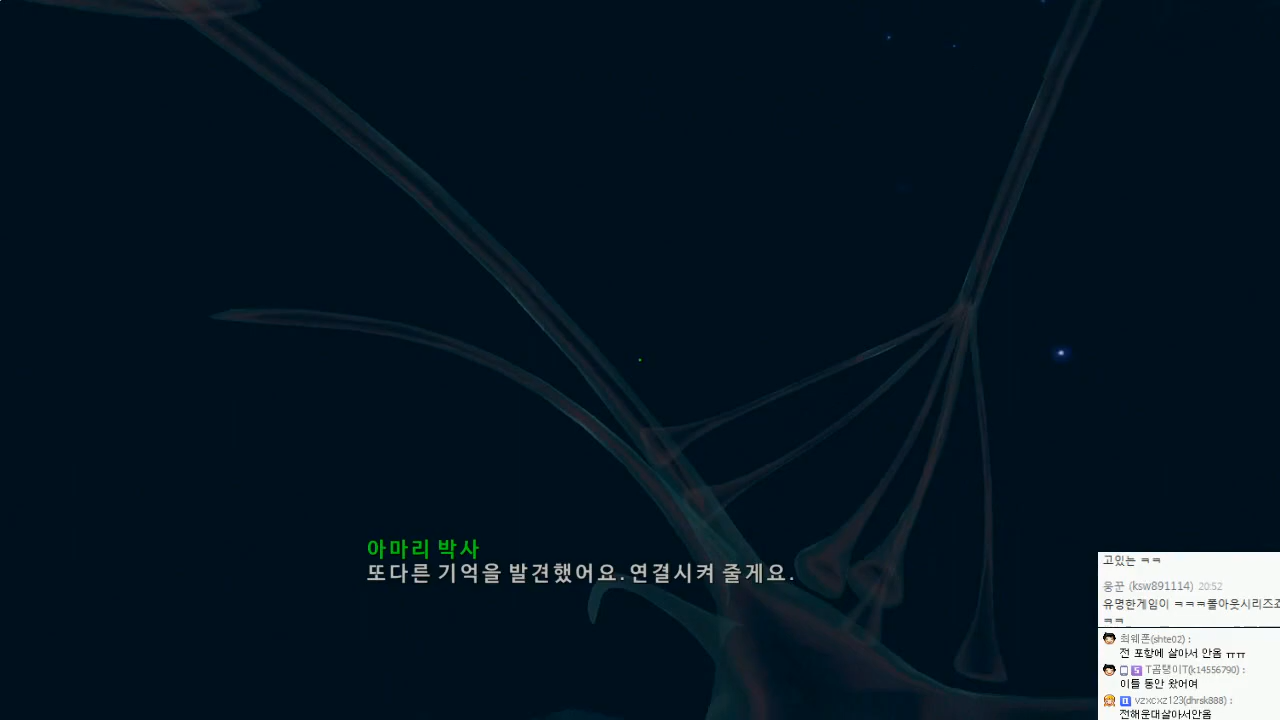 아마리 박사
또다른 기억을 발견했어요. 연결시켜 줄게요.
고있는 ㅋㅋ
웅꾼 (ksw891114) 20:52
유명한게임이 ㅋㅋㅋ폴아웃시리즈죠
ㅋㅋ
최웨폰(shte02) :
전 포항에 살아서 안옴 ㅠㅠ
T곰탱이T(k14556790) :
이틀 동안 왔어여
vzxcxz123(dhrsk888) :
전해운대살아서안옴